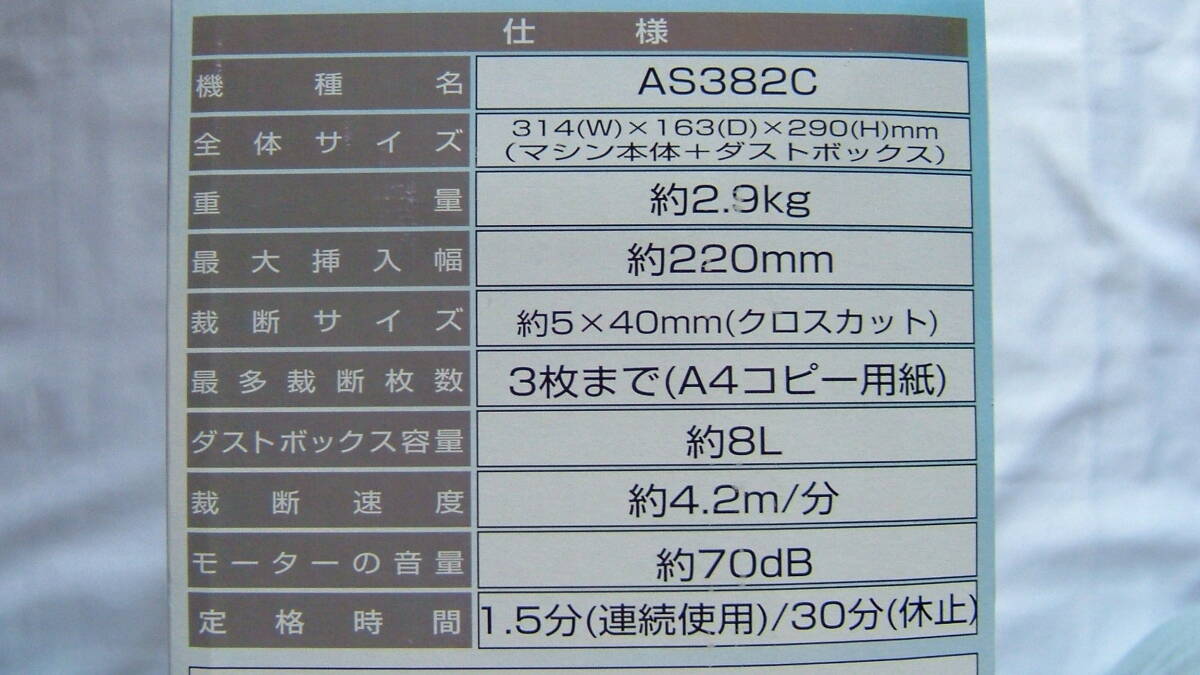 仕様
機種名 AS382C
全体サイズ 314(W)×163(D)×290(H)mm
(マシン本体+ダストボックス)
重量 約2.9kg
最大挿入幅 約220mm
裁断サイズ 約5×40mm(クロスカット)
最多裁断枚数 3枚まで(A4コピー用紙)
ダストボックス容量 約8L
裁断速度 約4.2m/分
モーターの音量 約70dB
定格時間 1.5分(連続使用)/30分(休止)